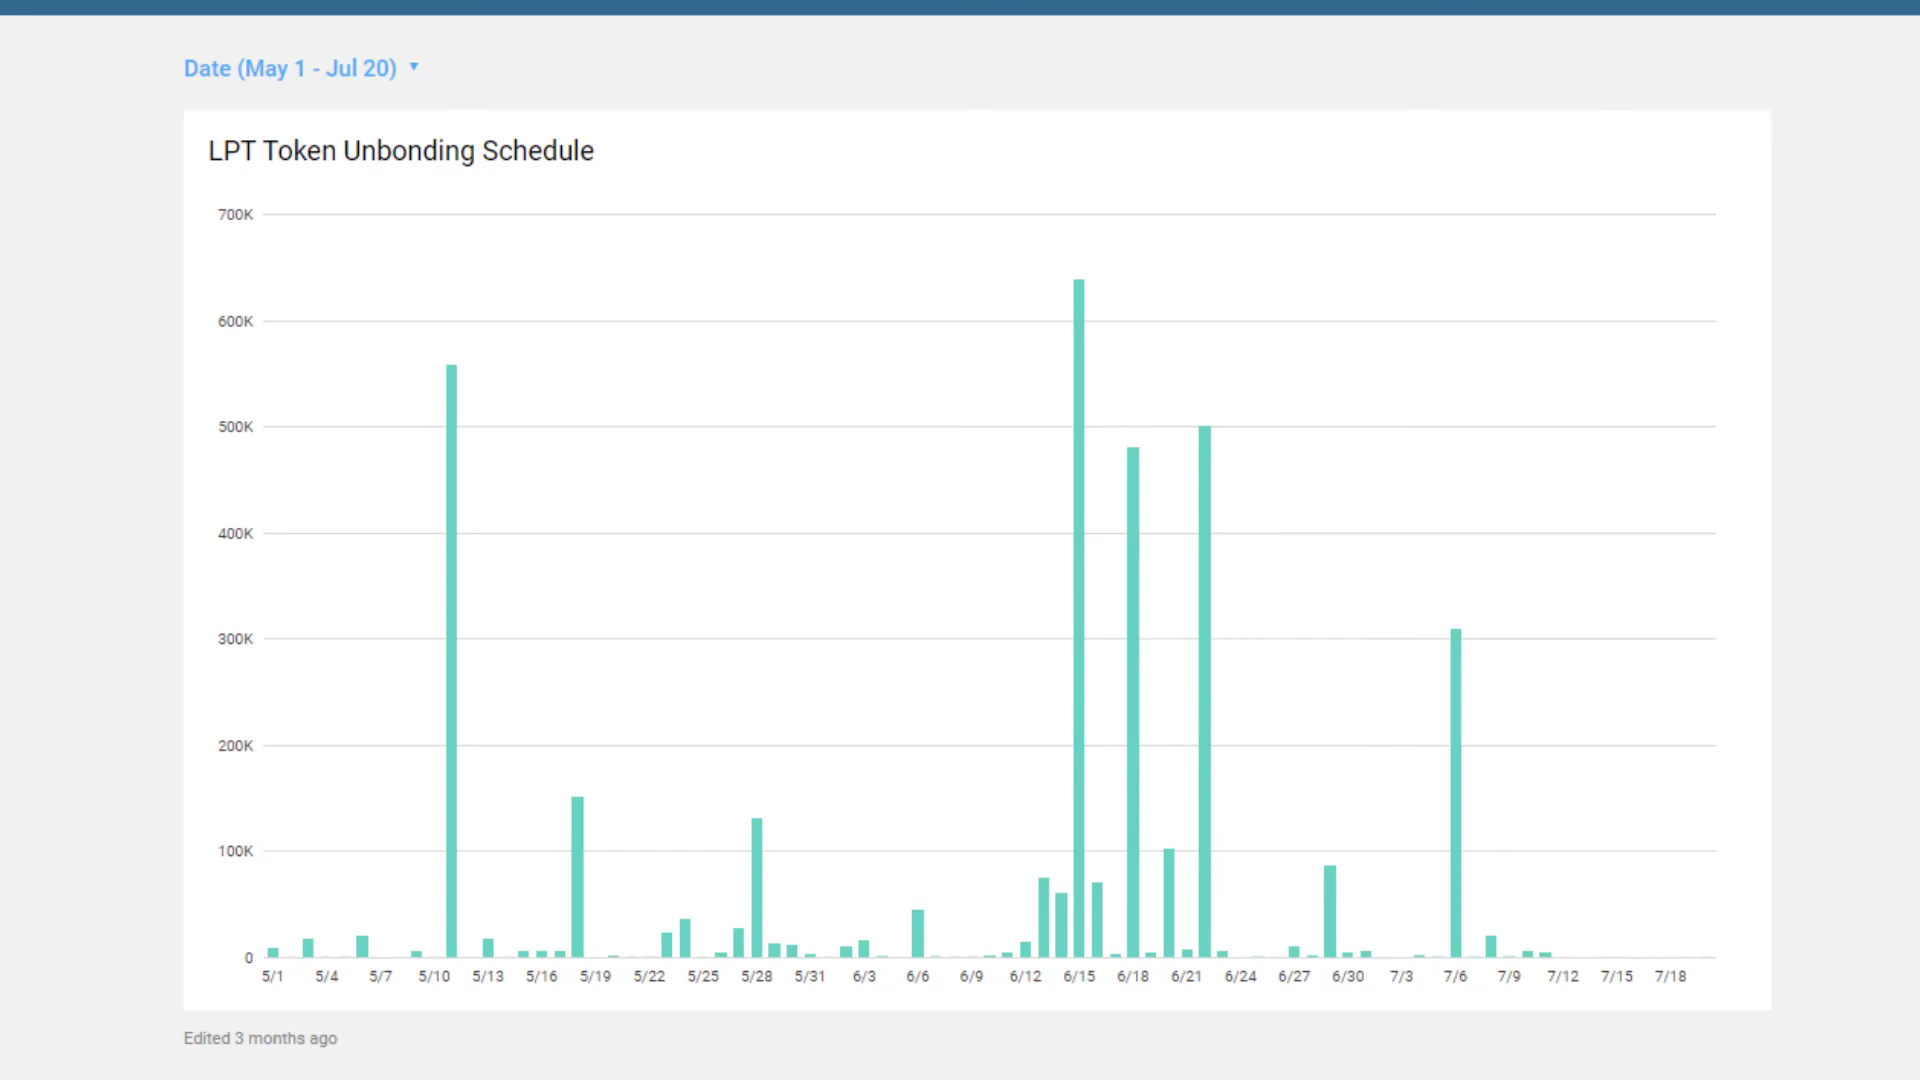 Date (May 1 - Jul 20) ▼
LPT Token Unbonding Schedule
700K
600K
500K
400K
300K
200K
100K
0
5/1 5/4 5/7 5/10 5/13 5/16 5/19 5/22 5/25 5/28 5/31 6/3 6/6 6/9 6/12 6/15 6/18 6/21 6/24 6/27 6/30 7/3 7/6 7/9 7/12 7/15 7/18
Edited 3 months ago